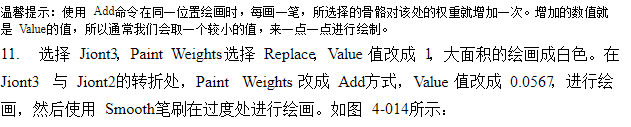 温馨提示：使用 Add命令在同一位置绘画时，每画一笔，所选择的骨骼对该处的权重就增加一次。增加的数值就
是 Value的值，所以通常我们会取一个较小的值，来一点一点进行绘制。
11. 选择 Jiont3, Paint Weights选择 Replace, Value 值改成 1, 大面积的绘画成白色。在
Jiont3 与 Jiont2的转折处，Paint Weights 改成 Add方式，Value 值改成 0.0567, 进行绘
画，然后使用 Smooth笔刷在过度处进行绘画。如图 4-014所示：